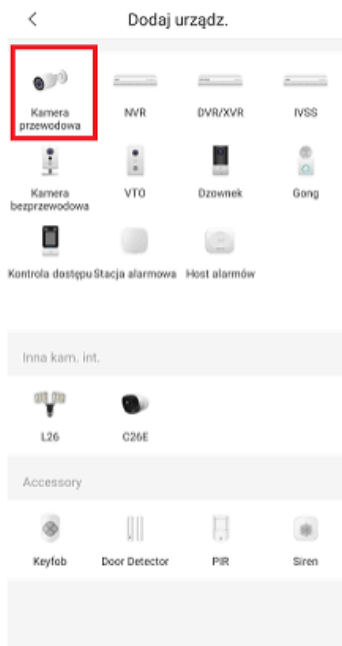 Dodaj urządz.
Kamera przewodowa NVR DVR/XVR IVSS
Kamera bezprzewodowa VTO Dzownek Gong
Kontrola dostępu Stacja alarmowa Host alarmów
Inna kam. int.
L26 C26E
Accessory
Keyfob Door Detector PIR Siren